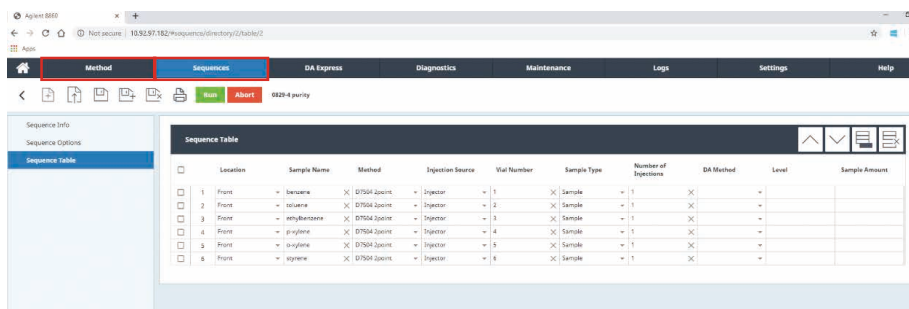 Agilent 8860
Not secure 10.92.97.182/#sequence/directory/2/table/2
Apps
Method Sequences DA Express Diagnostics Maintenance Logs Settings Help
Run Abort 6829-4 purity
Sequence Info
Sequence Options
Sequence Table
Sequence Table
Location Sample Name Method Injection Source Vial Number Sample Type Number of Injections DA Method Level Sample Amount
1 Front benzene D7504 2point Injector 1 Sample 1
2 Front toluene D7504 2point Injector 2 Sample 1
3 Front ethylbenzene D7504 2point Injector 3 Sample 1
4 Front p-xylene D7504 2point Injector 4 Sample 1
5 Front o-xylene D7504 2point Injector 5 Sample 1
6 Front styrene D7504 2point Injector 6 Sample 1